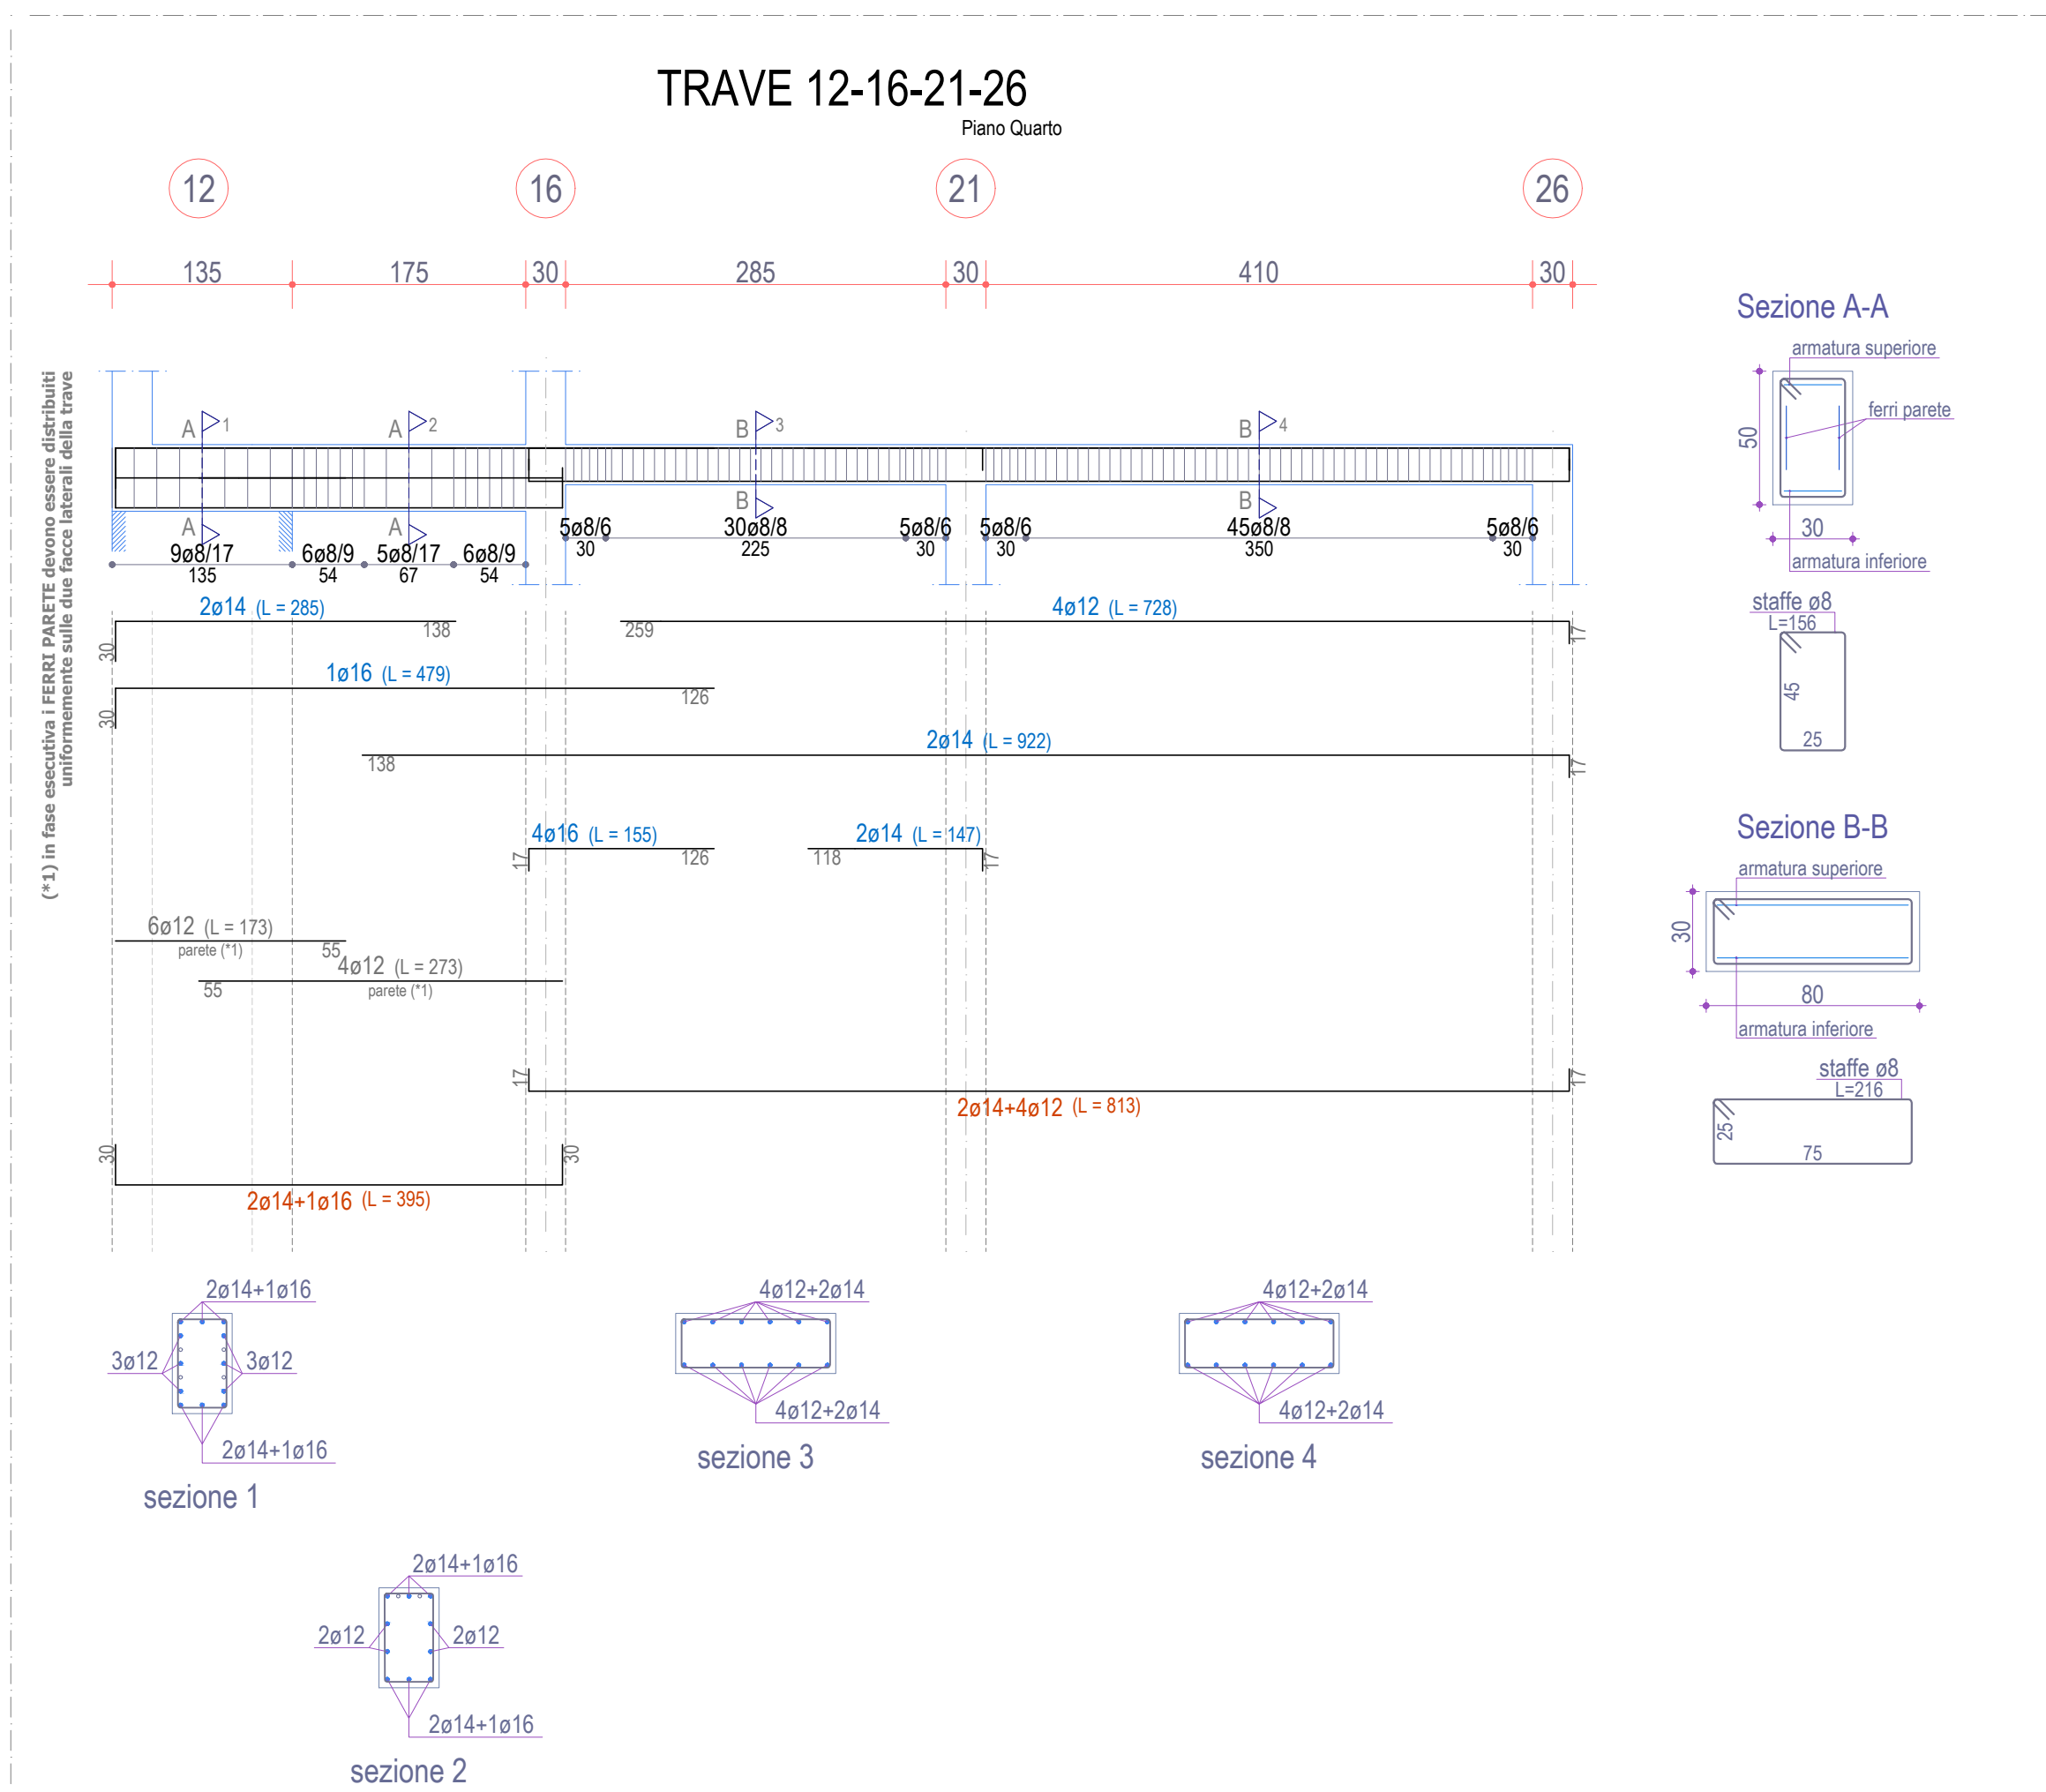 TRAVE 12-16-21-26
Piano Quarto
12 16 21 26
135 175 30 285 30 410 30
(*1) in fase esecutiva i FERRI PARETE devono essere distribuiti
uniformemente sulle due facce laterali della trave
A 1 A 2 B 3 B 4
A A B B
5ø8/6 30ø8/8 5ø8/6 5ø8/6 45ø8/8 5ø8/6
30 225 30 30 350 30
9ø8/17 6ø8/9 5ø8/17 6ø8/9
135 54 67 54
2ø14 (L = 285) 4ø12 (L = 728)
30 138 259 17
1ø16 (L = 479)
30 126
2ø14 (L = 922)
138 17
4ø16 (L = 155) 2ø14 (L = 147)
17 126 118 17
6ø12 (L = 173)
parete (*1) 55
4ø12 (L = 273)
55 parete (*1)
17 17
2ø14+4ø12 (L = 813)
30 30
2ø14+1ø16 (L = 395)
Sezione A-A
armatura superiore
ferri parete
50
30
armatura inferiore
staffe ø8
L=156
45
25
Sezione B-B
armatura superiore
30
80
armatura inferiore
staffe ø8
L=216
25
75
2ø14+1ø16
3ø12 3ø12
2ø14+1ø16
sezione 1
4ø12+2ø14
4ø12+2ø14
sezione 3
4ø12+2ø14
4ø12+2ø14
sezione 4
2ø14+1ø16
2ø12 2ø12
2ø14+1ø16
sezione 2